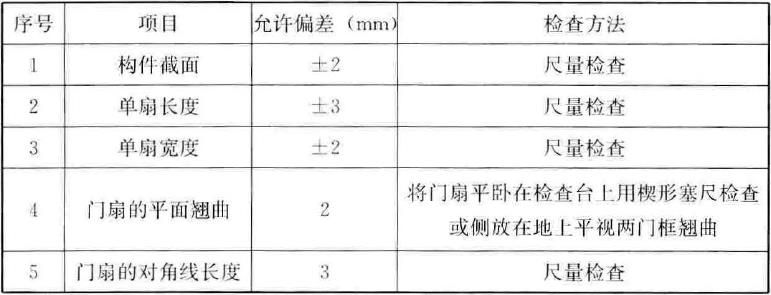 序号 项目 允许偏差（mm） 检查方法
1 构件截面 ±2 尺量检查
2 单扇长度 ±3 尺量检查
3 单扇宽度 ±2 尺量检查
4 门扇的平面翘曲 2 将门扇平卧在检查台上用楔形塞尺检查
或侧放在地上平视两门框翘曲
5 门扇的对角线长度 3 尺量检查